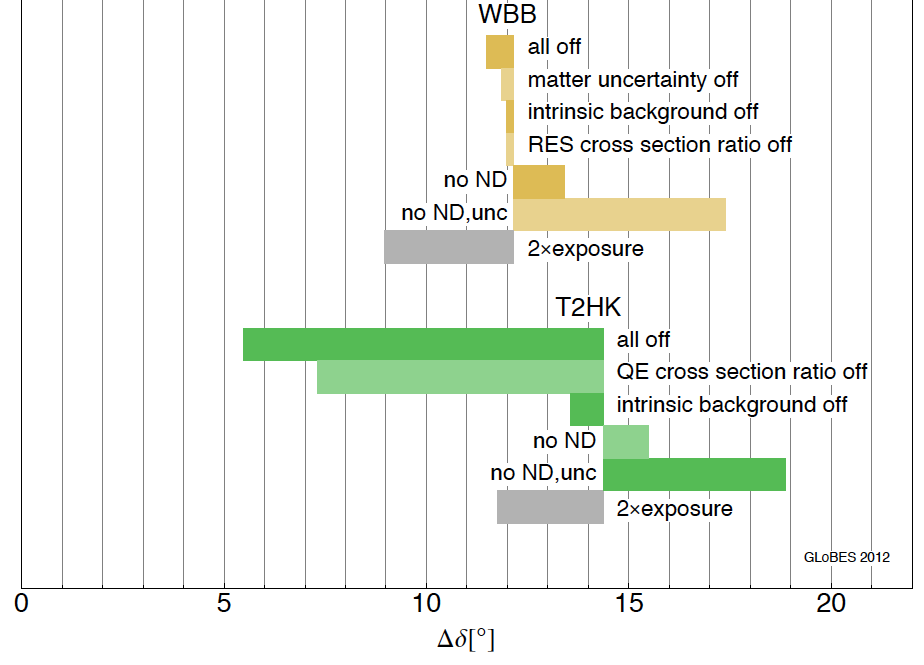 WBB
all off
matter uncertainty off
intrinsic background off
RES cross section ratio off
no ND
no ND,unc
2×exposure
T2HK
all off
QE cross section ratio off
intrinsic background off
no ND
no ND,unc
2×exposure
GLoBES 2012
0 5 10 15 20
Δδ[°]